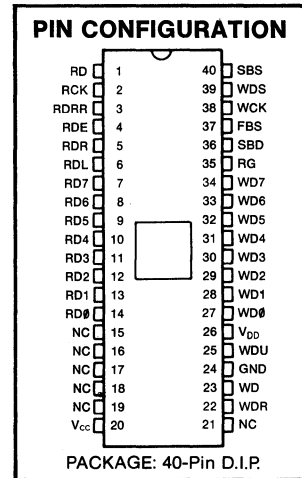 PIN CONFIGURATION
RD 1 40 SBS
RCK 2 39 WDS
RDRR 3 38 WCK
RDE 4 37 FBS
RDR 5 36 SBD
RDL 6 35 RG
RD7 7 34 WD7
RD6 8 33 WD6
RD5 9 32 WD5
RD4 10 31 WD4
RD3 11 30 WD3
RD2 12 29 WD2
RD1 13 28 WD1
RDØ 14 27 WDØ
NC 15 26 VDD
NC 16 25 WDU
NC 17 24 GND
NC 18 23 WD
NC 19 22 WDR
Vcc 20 21 NC
PACKAGE: 40-Pin D.I.P.